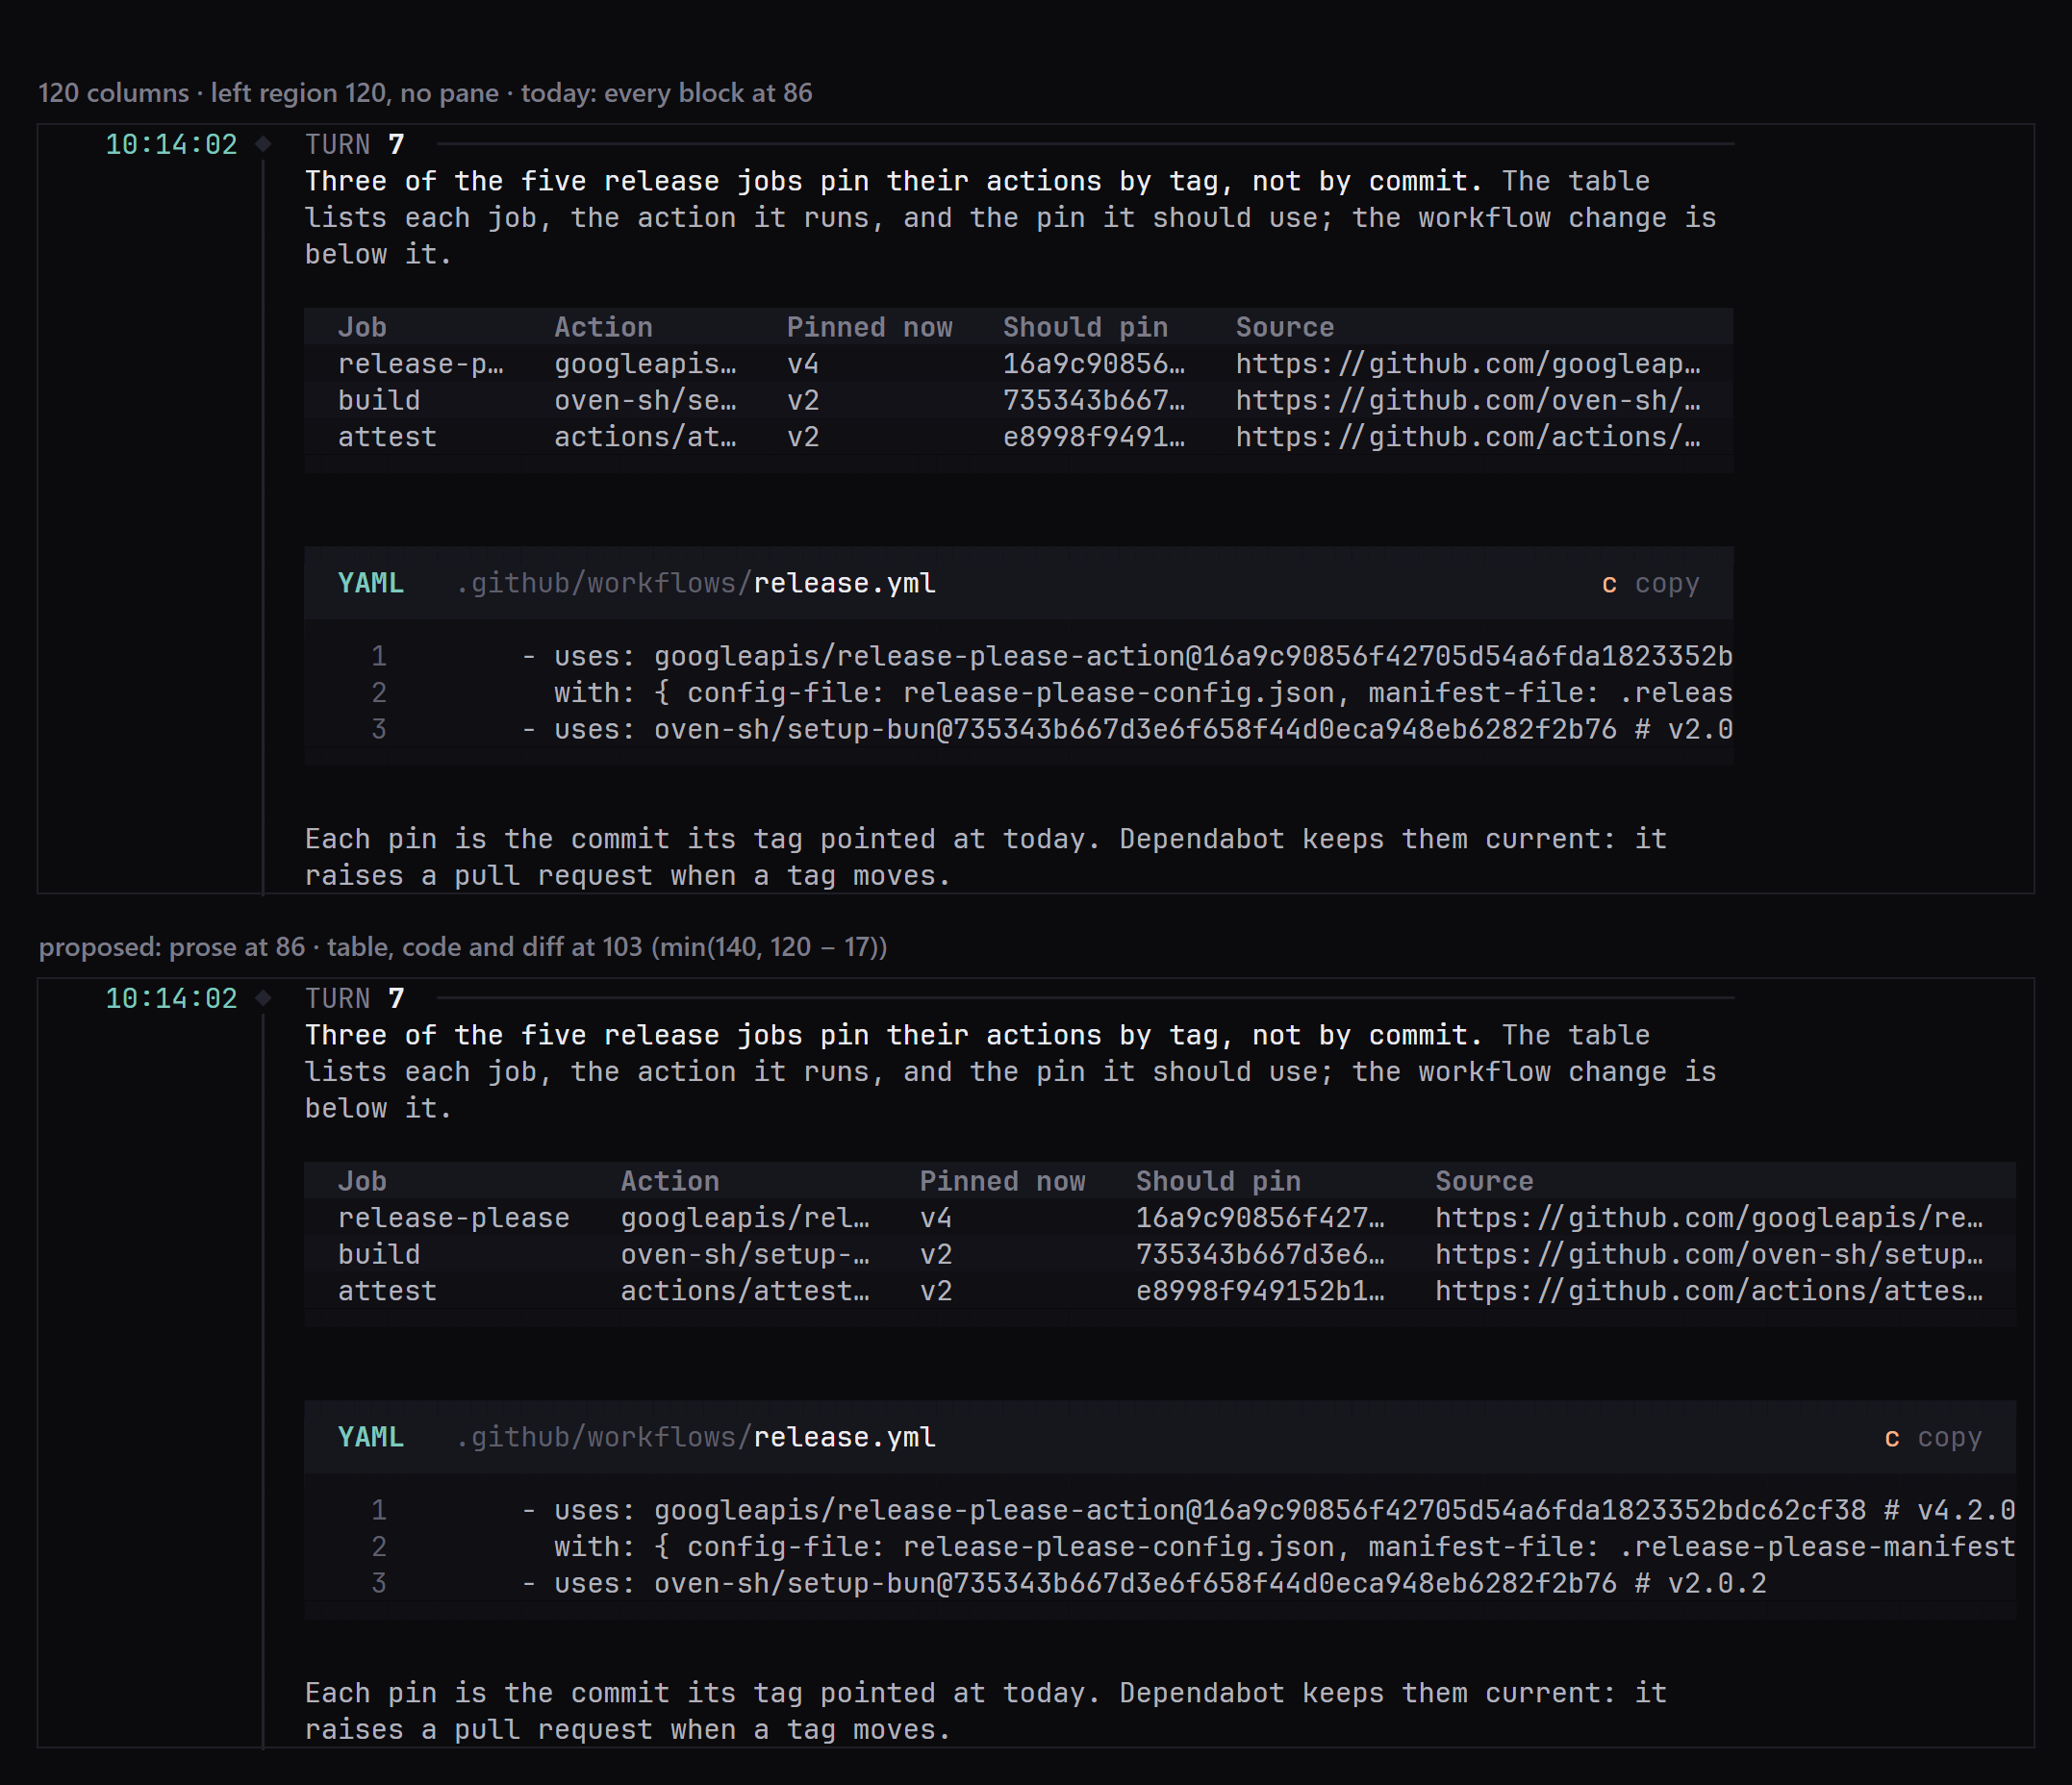 120 columns · left region 120, no pane · today: every block at 86
10:14:02 ◆ TURN 7
Three of the five release jobs pin their actions by tag, not by commit. The table
lists each job, the action it runs, and the pin it should use; the workflow change is
below it.
Job Action Pinned now Should pin Source
release-p… googleapis… v4 16a9c90856… https://github.com/googleap…
build oven-sh/se… v2 735343b667… https://github.com/oven-sh/…
attest actions/at… v2 e8998f9491… https://github.com/actions/…
YAML .github/workflows/release.yml c copy
1 - uses: googleapis/release-please-action@16a9c90856f42705d54a6fda1823352b
2 with: { config-file: release-please-config.json, manifest-file: .releas
3 - uses: oven-sh/setup-bun@735343b667d3e6f658f44d0eca948eb6282f2b76 # v2.0
Each pin is the commit its tag pointed at today. Dependabot keeps them current: it
raises a pull request when a tag moves.
proposed: prose at 86 · table, code and diff at 103 (min(140, 120 − 17))
10:14:02 ◆ TURN 7
Three of the five release jobs pin their actions by tag, not by commit. The table
lists each job, the action it runs, and the pin it should use; the workflow change is
below it.
Job Action Pinned now Should pin Source
release-please googleapis/rel… v4 16a9c90856f427… https://github.com/googleapis/re…
build oven-sh/setup-… v2 735343b667d3e6… https://github.com/oven-sh/setup…
attest actions/attest… v2 e8998f949152b1… https://github.com/actions/attes…
YAML .github/workflows/release.yml c copy
1 - uses: googleapis/release-please-action@16a9c90856f42705d54a6fda1823352bdc62cf38 # v4.2.0
2 with: { config-file: release-please-config.json, manifest-file: .release-please-manifest
3 - uses: oven-sh/setup-bun@735343b667d3e6f658f44d0eca948eb6282f2b76 # v2.0.2
Each pin is the commit its tag pointed at today. Dependabot keeps them current: it
raises a pull request when a tag moves.